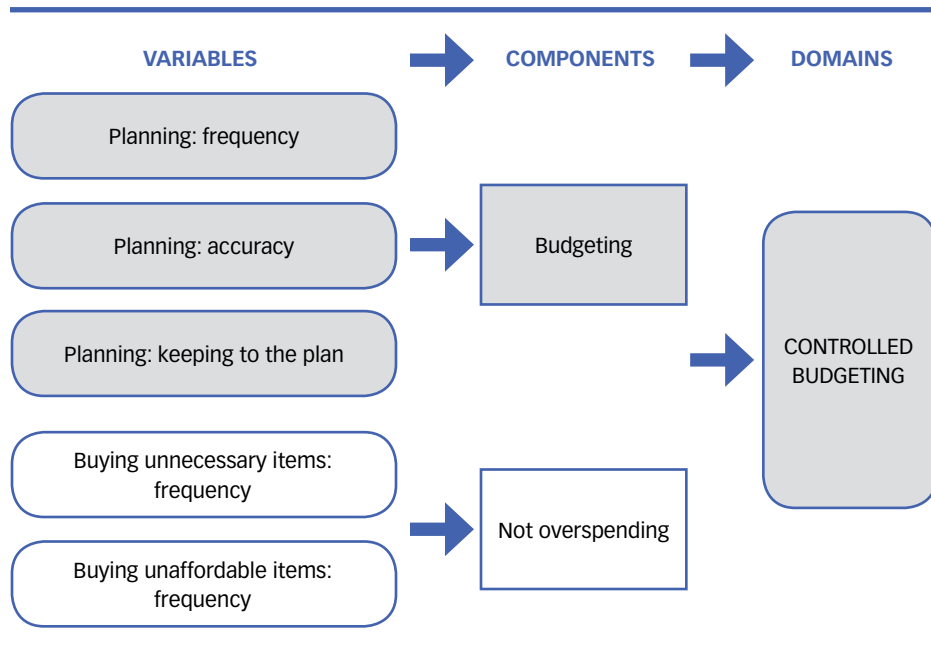 VARIABLES
COMPONENTS
DOMAINS
Planning: frequency
Planning: accuracy
Planning: keeping to the plan
Buying unnecessary items:
frequency
Buying unaffordable items:
frequency
Budgeting
Not overspending
CONTROLLED
BUDGETING